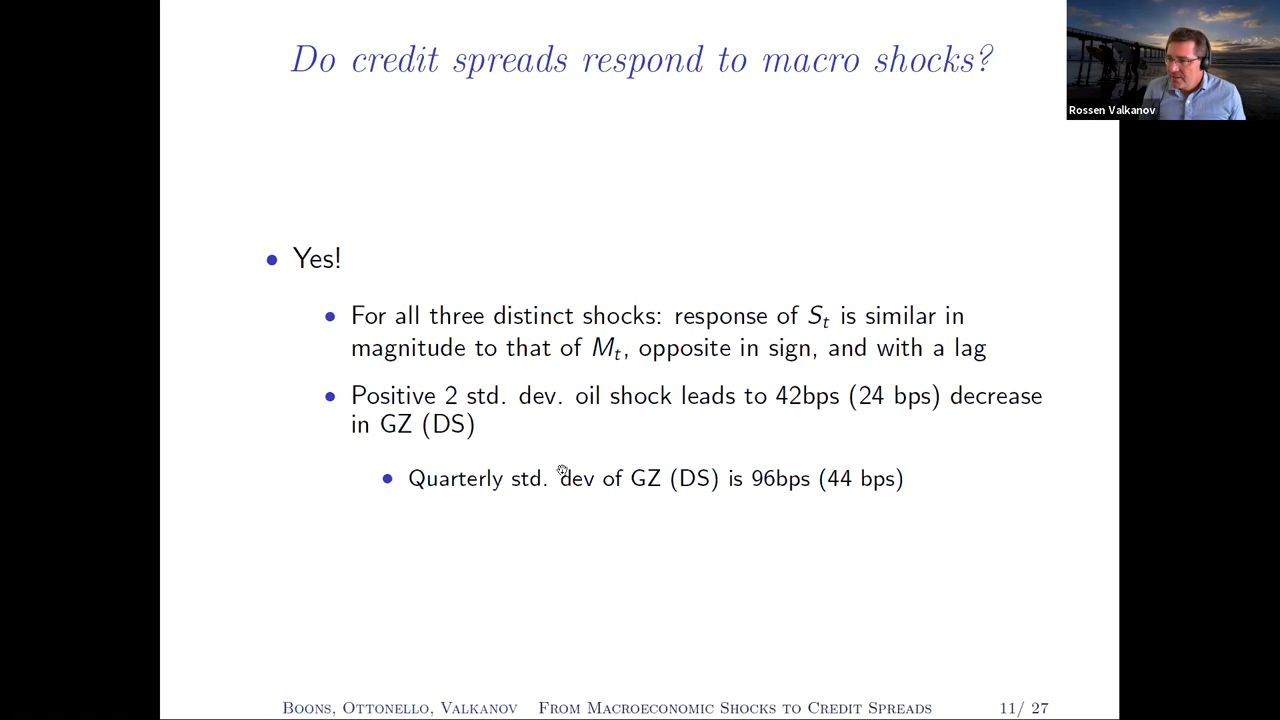 Do credit spreads respond to macro shocks?
Rossen Valkanov
• Yes!
• For all three distinct shocks: response of S_t is similar in
magnitude to that of M_t, opposite in sign, and with a lag
• Positive 2 std. dev. oil shock leads to 42bps (24 bps) decrease
in GZ (DS)
• Quarterly std. dev of GZ (DS) is 96bps (44 bps)
Boons, Ottonello, Valkanov From Macroeconomic Shocks to Credit Spreads 11/ 27